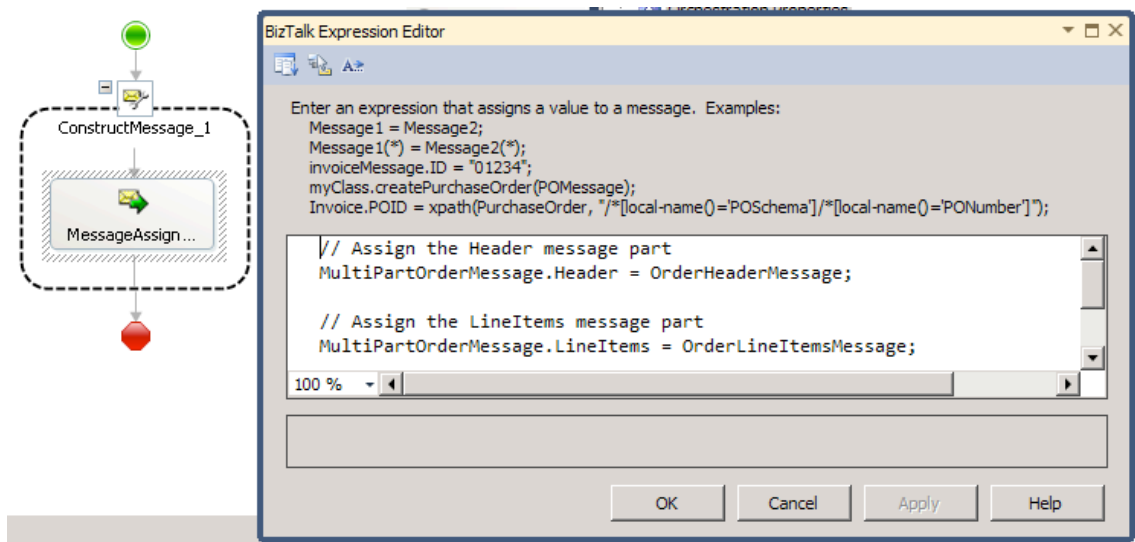 Orchestration Properties
BizTalk Expression Editor
ConstructMessage_1
MessageAssign...
Enter an expression that assigns a value to a message.  Examples:
Message1 = Message2;
Message1(*) = Message2(*);
invoiceMessage.ID = "01234";
myClass.createPurchaseOrder(POMessage);
Invoice.POID = xpath(PurchaseOrder, "/*[local-name()='POSchema']/*[local-name()='PONumber']");
// Assign the Header message part
MultiPartOrderMessage.Header = OrderHeaderMessage;
// Assign the LineItems message part
MultiPartOrderMessage.LineItems = OrderLineItemsMessage;
100 %
OK
Cancel
Apply
Help